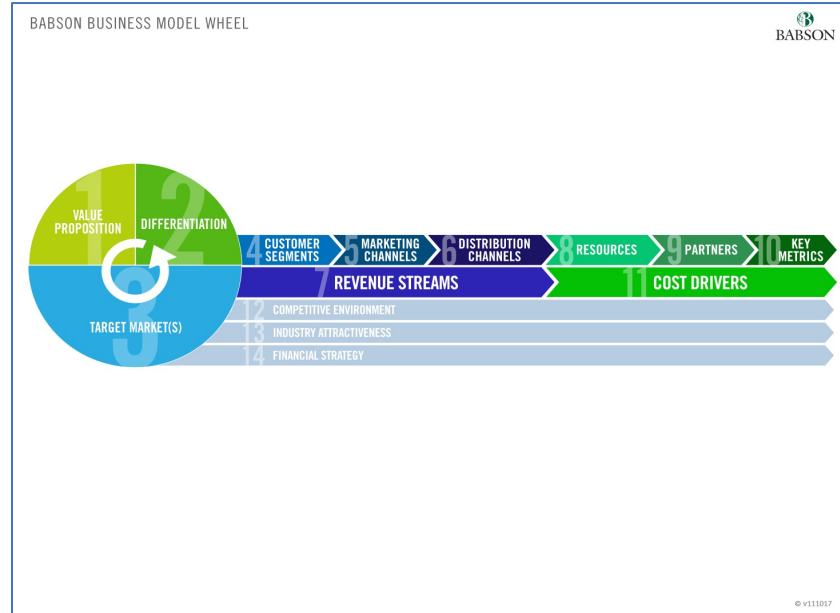 BABSON BUSINESS MODEL WHEEL
BABSON
1
VALUE
PROPOSITION
2
DIFFERENTIATION
3
TARGET MARKET(S)
4
CUSTOMER
SEGMENTS
5
MARKETING
CHANNELS
6
DISTRIBUTION
CHANNELS
8
RESOURCES
9
PARTNERS
10
KEY
METRICS
7
REVENUE STREAMS
11
COST DRIVERS
12 COMPETITIVE ENVIRONMENT
13 INDUSTRY ATTRACTIVENESS
14 FINANCIAL STRATEGY
© v111017